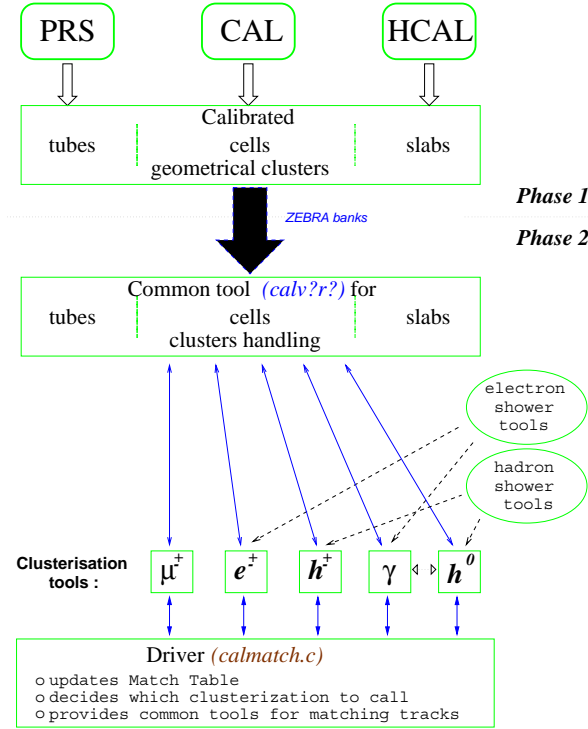 PRS CAL HCAL
Calibrated
tubes cells slabs
geometrical clusters
Phase 1
ZEBRA banks
Phase 2
Common tool (calv?r?) for
tubes cells slabs
clusters handling
electron
shower
tools
hadron
shower
tools
Clusterisation
tools :
μ± e± h± γ h⁰
Driver (calmatch.c)
o updates Match Table
o decides which clusterization to call
o provides common tools for matching tracks